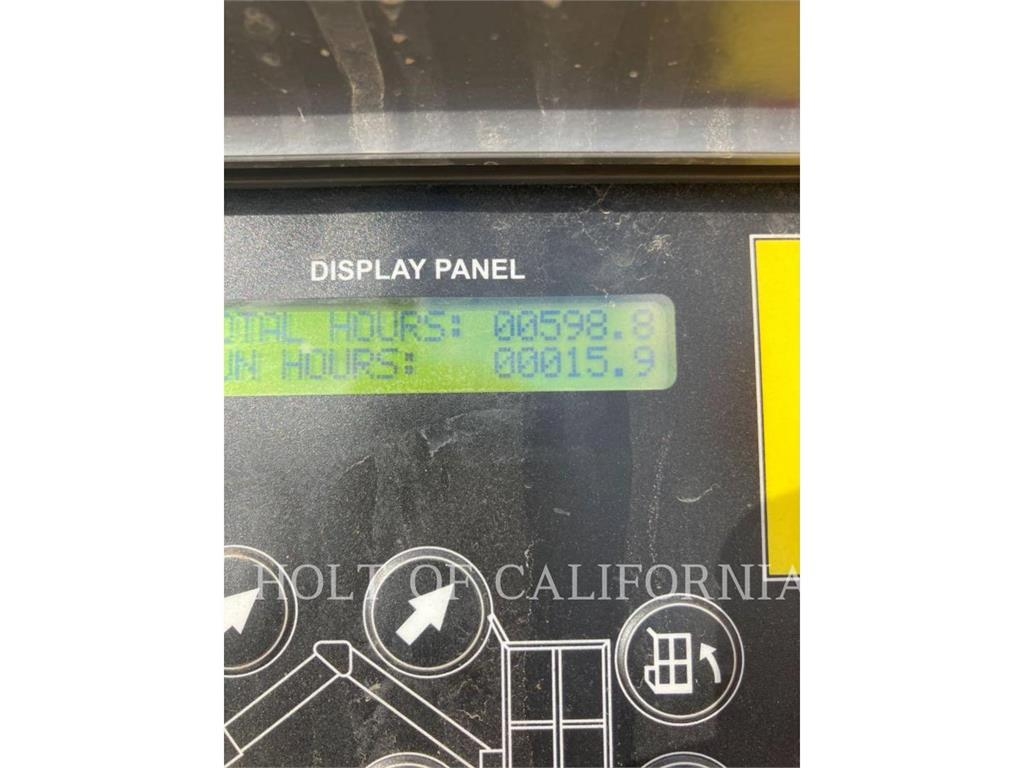 DISPLAY PANEL
OTAL HOURS: 00598.8
UN HOURS: 00015.9
HOLT OF CALIFORNIA